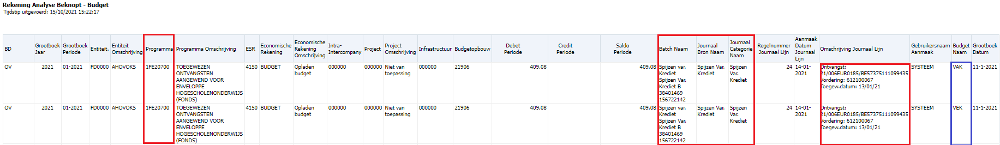 Rekening Analyse Beknopt - Budget
Tijdstip uitgevoerd: 15/10/2021 15:22:17
BD
Grootboek Jaar
Grootboek Periode
Entiteit.
Entiteit Omschrijving
Programma
Programma Omschrijving
ESR
Economische Rekening
Economische Rekening Omschrijving
Intra-Intercompany
Project
Project Omschrijving
Infrastructuur
Budgetopbouw
Debet Periode
Credit Periode
Saldo Periode
Batch Naam
Journaal Bron Naam
Journaal Categorie Naam
Regelnummer Journaal Lijn
Aanmaak Datum Journaal Lijn
Omschrijving Journaal Lijn
Gebruikersnaam Aanmaak
Budget Naam
Grootboek Datum
OV
2021
01-2021
FD0000
AHOVOKS
1FE20700
TOEGEWEZEN
ONTVANGSTEN
AANGEWEND VOOR
ENVELOPPE
HOGESCHOLENONDERWIJS
(FONDS)
4150
BUDGET
Opladen
budget
000000
000000
Niet van
toepassing
000000
21906
409,08
409,08
Spijzen var.
Krediet
Spijzen Var.
Krediet B
38401469
156722142
Spijzen Var.
Krediet
Spijzen
Var.
Krediet
24
14-01-
2021
Ontvangst:
21/006EUR0185/BE57375111099435
Vordering: 612100067
Toegew.datum: 13/01/21
SYSTEEM
VAK
11-1-2021
OV
2021
01-2021
FD0000
AHOVOKS
1FE20700
TOEGEWEZEN
ONTVANGSTEN
AANGEWEND VOOR
ENVELOPPE
HOGESCHOLENONDERWIJS
(FONDS)
4150
BUDGET
Opladen
budget
000000
000000
Niet van
toepassing
000000
21906
409,08
409,08
Spijzen var.
Krediet
Spijzen Var.
Krediet B
38401469
156722142
Spijzen Var.
Krediet
Spijzen
Var.
Krediet
24
14-01-
2021
Ontvangst:
21/006EUR0185/BE57375111099435
Vordering: 612100067
Toegew.datum: 13/01/21
SYSTEEM
VEK
11-1-2021